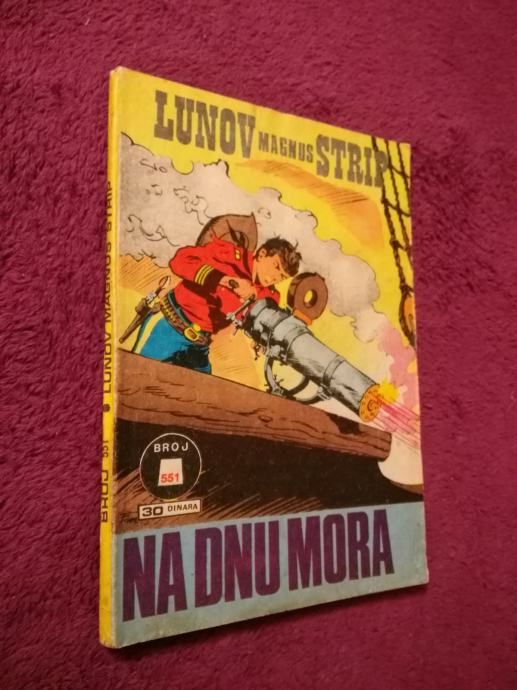 LUNOV MAGNUS STRIP
BROJ
551
30 DINARA
NA DNU MORA
BROJ 551 ● LUNOV MAGNUS STRIP